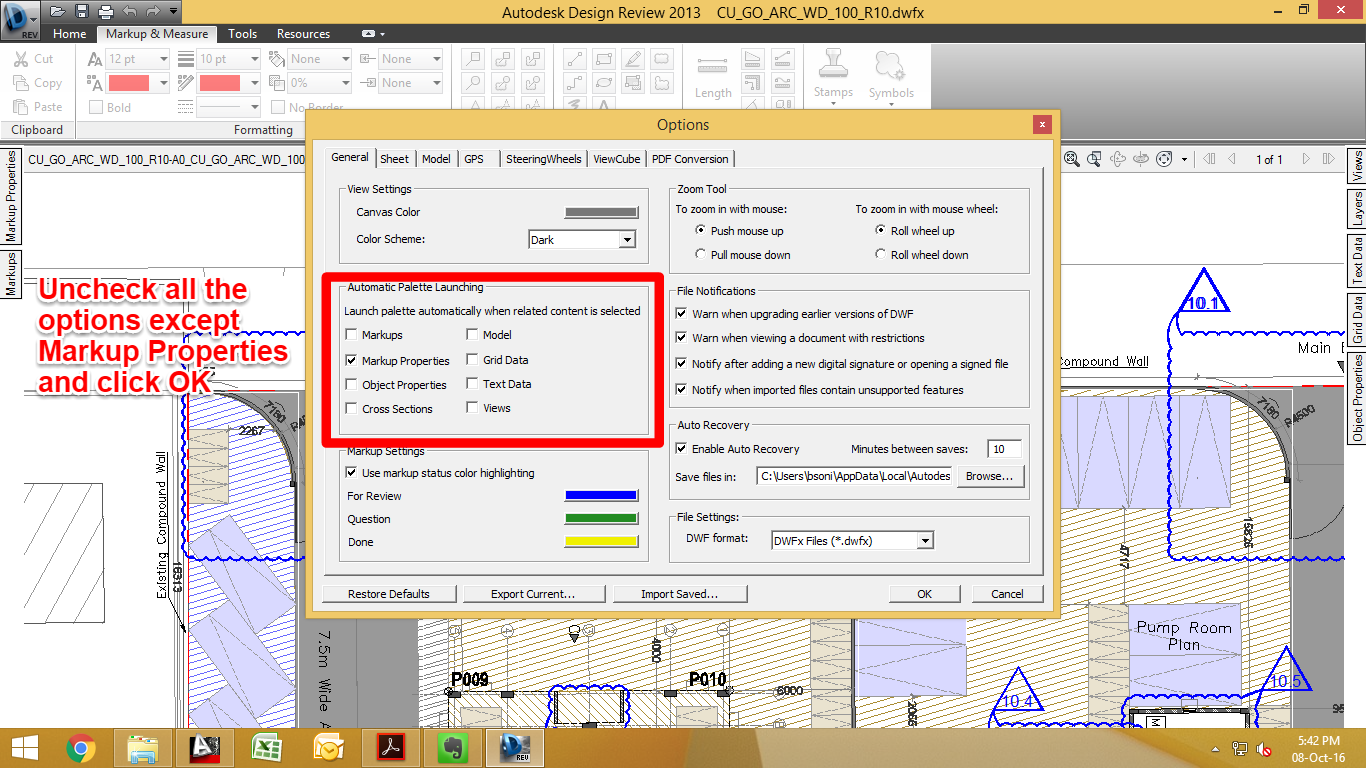 Autodesk Design Review 2013 CU_GO_ARC_WD_100_R10.dwfx
REV
Home Markup & Measure Tools Resources
Cut
Copy
Paste
Clipboard
12 pt 10 pt None None
0% None
Bold No Border
Formatting
Length Stamps Symbols
CU_GO_ARC_WD_100_R10-A0_CU_GO_ARC_WD_100
1 of 1
Markup Properties
Markups
Views
Layers
Text Data
Grid Data
Object Properties
Uncheck all the
options except
Markup Properties
and click OK
Options
x
General Sheet Model GPS SteeringWheels ViewCube PDF Conversion
View Settings
Canvas Color
Color Scheme: Dark
Automatic Palette Launching
Launch palette automatically when related content is selected
Markups Model
Markup Properties Grid Data
Object Properties Text Data
Cross Sections Views
Markup Settings
Use markup status color highlighting
For Review
Question
Done
Zoom Tool
To zoom in with mouse: To zoom in with mouse wheel:
Push mouse up Roll wheel up
Pull mouse down Roll wheel down
File Notifications
Warn when upgrading earlier versions of DWF
Warn when viewing a document with restrictions
Notify after adding a new digital signature or opening a signed file
Notify when imported files contain unsupported features
Auto Recovery
Enable Auto Recovery Minutes between saves: 10
Save files in: C:\Users\bsoni\AppData\Local\Autodes Browse...
File Settings:
DWF format: DWFx Files (*.dwfx)
Restore Defaults Export Current... Import Saved... OK Cancel
10.1
Main
Compound Wall
7180
R4500
2267
7180
R4500
Existing Compound Wall
16313
4717
15826
7.5m Wide A
4000
P009 P010
6000
2066
Pump Room
Plan
10.4
10.5
M
95
REV
5:42 PM
08-Oct-16